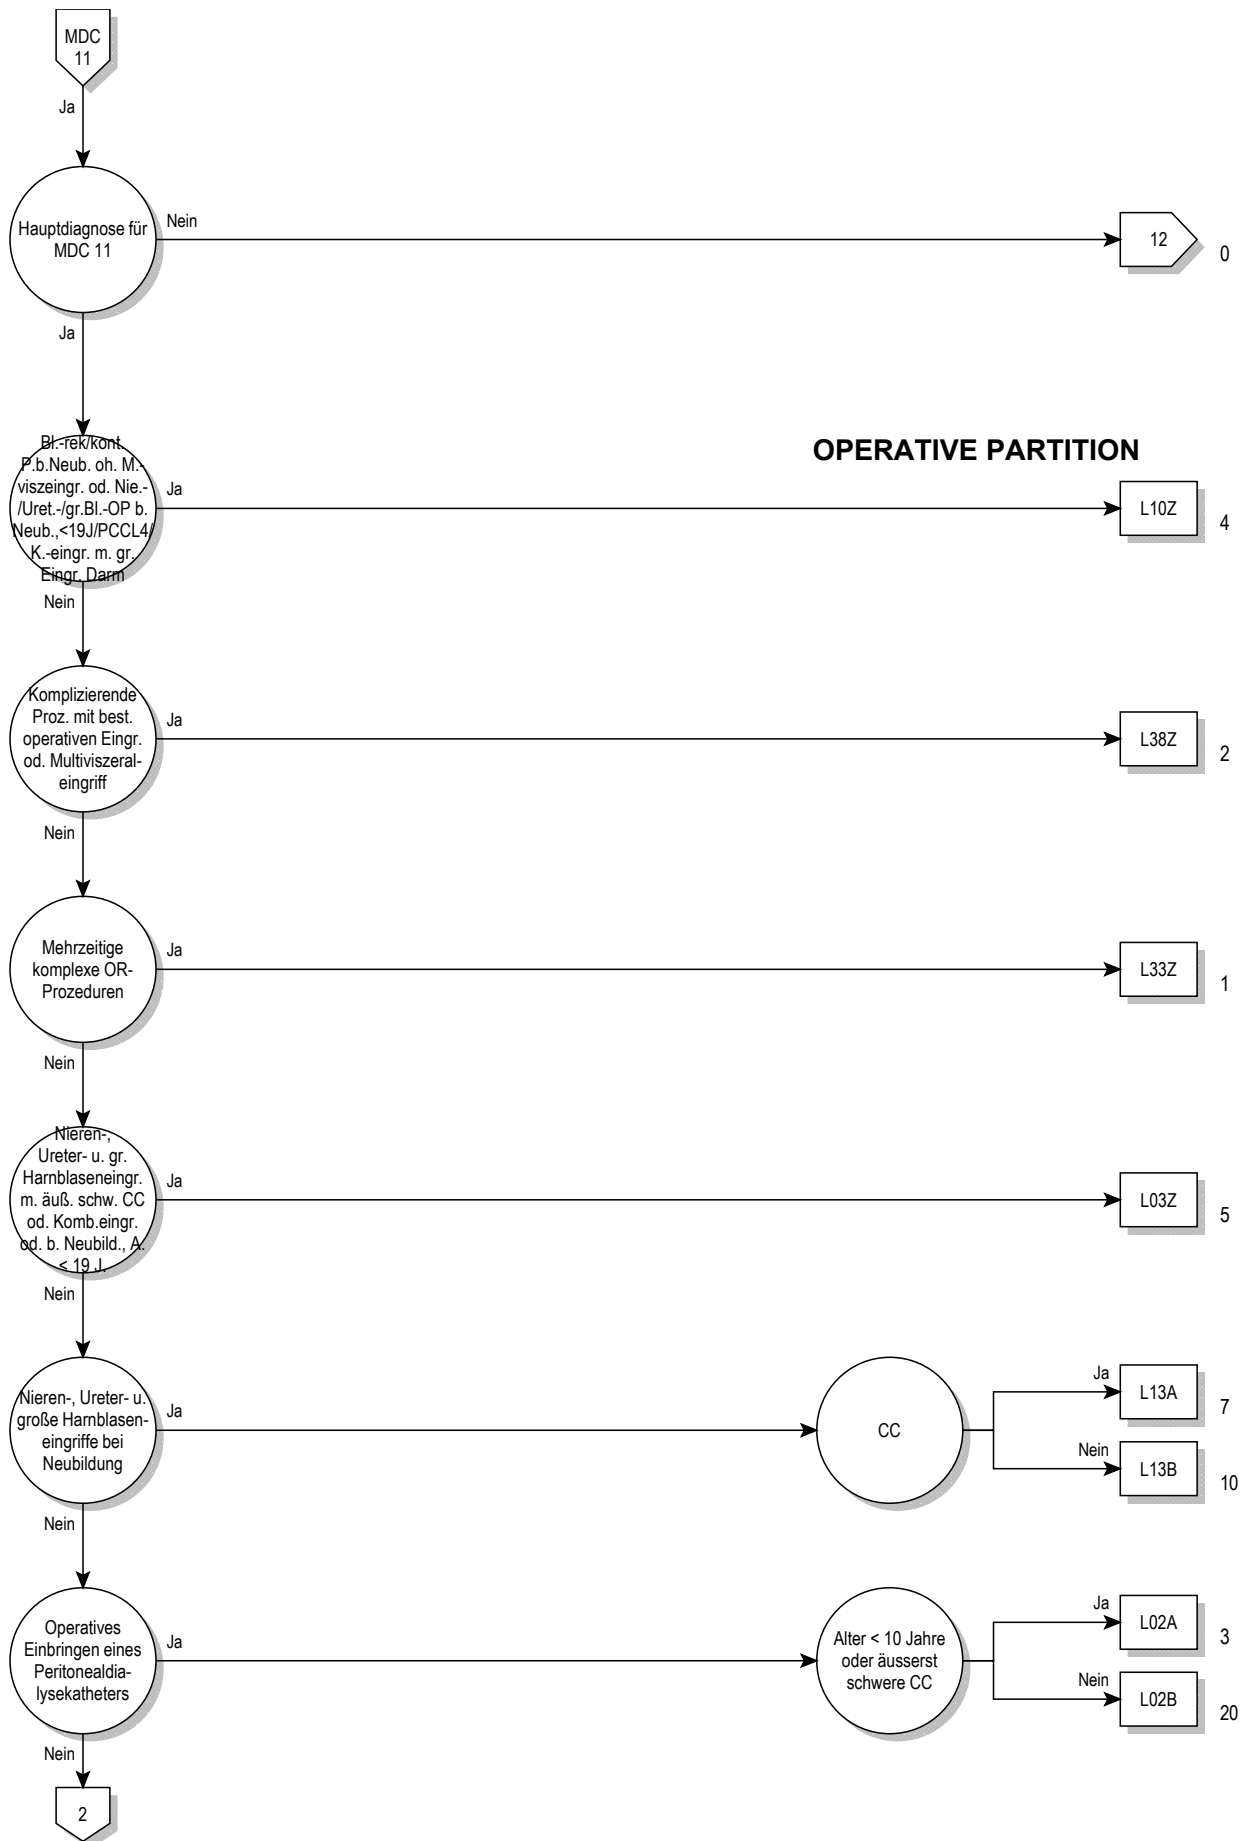 MDC
11
Ja
Hauptdiagnose für
MDC 11
Nein
12
0
Ja
OPERATIVE PARTITION
Bl.-rek/kont.
P.b.Neub. oh. M.-
viszeingr. od. Nie.-
/Uret.-/gr.Bl.-OP b.
Neub.,<19J/PCCL4/
K.-eingr. m. gr.
Eingr. Darm
Ja
L10Z
4
Nein
Komplizierende
Proz. mit best.
operativen Eingr.
od. Multiviszeral-
eingriff
Ja
L38Z
2
Nein
Mehrzeitige
komplexe OR-
Prozeduren
Ja
L33Z
1
Nein
Nieren-,
Ureter- u. gr.
Harnblaseneingr.
m. äuß. schw. CC
od. Komb.eingr.
od. b. Neubild., A.
< 19 J.
Ja
L03Z
5
Nein
Nieren-, Ureter- u.
große Harnblasen-
eingriffe bei
Neubildung
Ja
CC
Ja
L13A
7
Nein
L13B
10
Nein
Operatives
Einbringen eines
Peritonealdia-
lysekatheters
Ja
Alter < 10 Jahre
oder äusserst
schwere CC
Ja
L02A
3
Nein
L02B
20
Nein
2